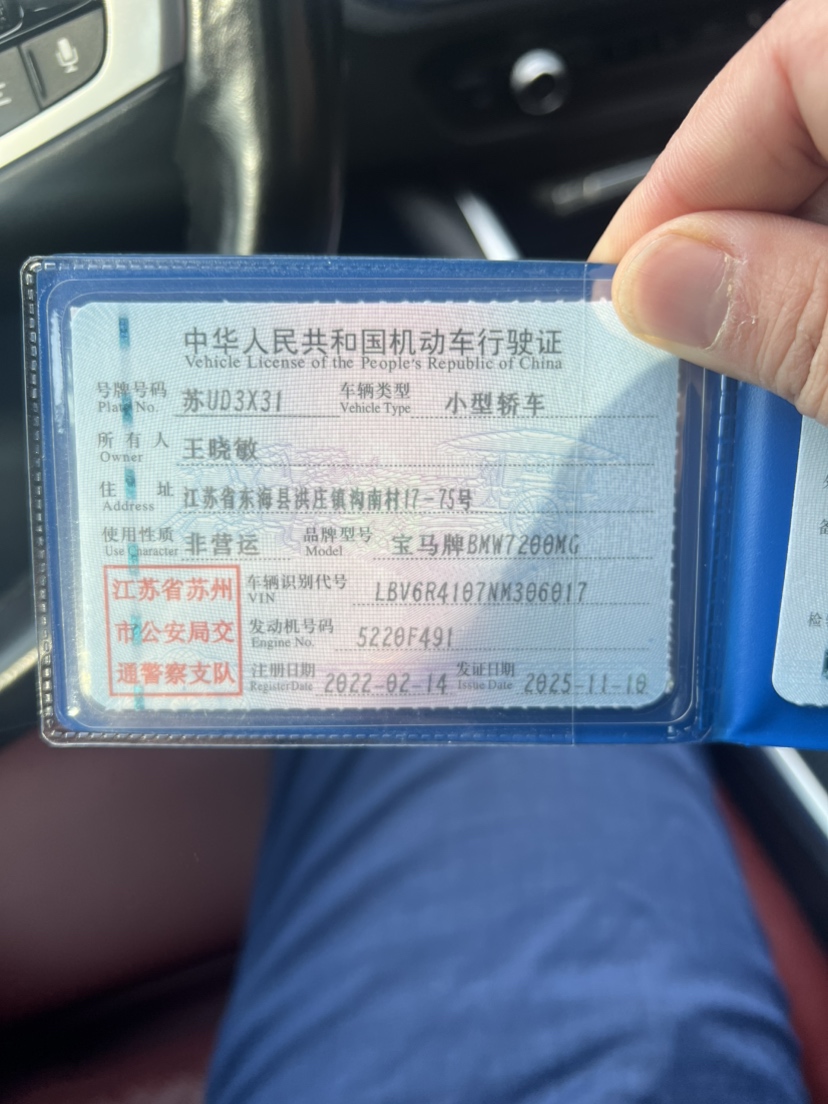 中华人民共和国机动车行驶证
Vehicle License of the People's Republic of China
号牌号码 苏UD3X31 车辆类型 小型轿车
Plate No. Vehicle Type
所有人 王晓敏
Owner
住址 江苏省东海县洪庄镇沟南村17-75号
Address
使用性质 非营运 品牌型号 宝马牌BMW7200MG
Use Character Model
江苏省苏州
市公安局交
通警察支队
车辆识别代号 LBV6R4107NM306017
VIN
发动机号码 5220F491
Engine No.
注册日期 2022-02-14 发证日期 2025-11-10
Register Date Issue Date